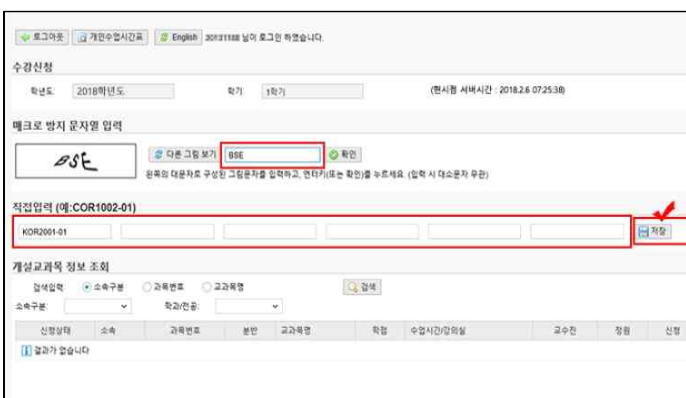 로그아웃 개인수업시간표 English 20131188 님이 로그인 하였습니다.
수강신청
학년도: 2018학년도 학기: 1학기 (현시점 서버시간 : 2018.2.6 07:25:38)
매크로 방지 문자열 입력
BSE 다른 그림 보기 BSE 확인
왼쪽의 대문자로 구성된 그림문자를 입력하고, 엔터키(또는 확인)를 누르세요. (입력 시 대소문자 무관)
직접입력 (예:COR1002-01)
KOR2001-01 저장
개설교과목 정보 조회
검색입력 소속구분 과목번호 교과목명 검색
소속구분: 학과/전공:
신청상태 소속 과목번호 분반 교과목명 학점 수업시간/강의실 교수진 정원 신청
결과가 없습니다